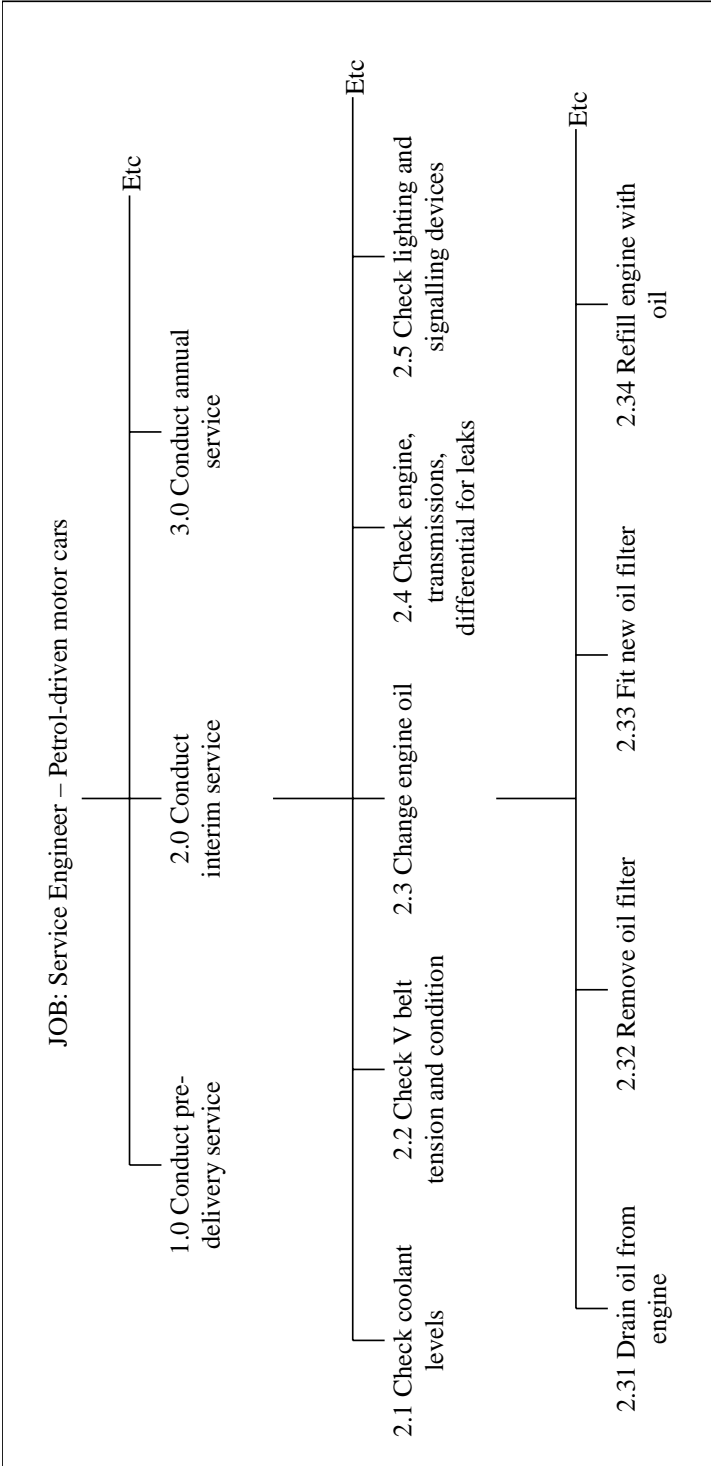 JOB: Service Engineer – Petrol-driven motor cars
1.0 Conduct pre-
delivery service
2.0 Conduct
interim service
3.0 Conduct annual
service
Etc
2.1 Check coolant
levels
2.2 Check V belt
tension and condition
2.3 Change engine oil
2.4 Check engine,
transmissions,
differential for leaks
2.5 Check lighting and
signalling devices
Etc
2.31 Drain oil from
engine
2.32 Remove oil filter
2.33 Fit new oil filter
2.34 Refill engine with
oil
Etc